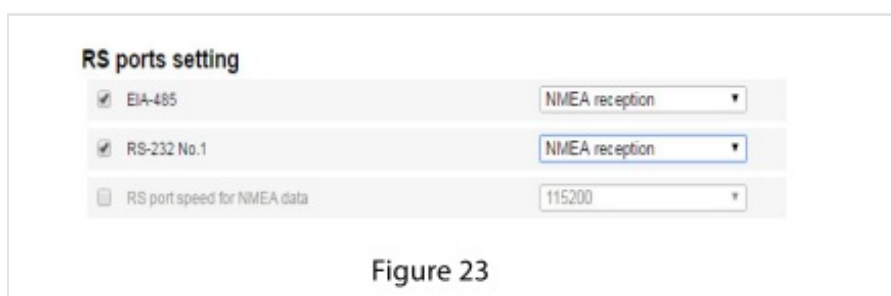 RS ports setting
EIA-485 NMEA reception
RS-232 No.1 NMEA reception
RS port speed for NMEA data 115200
Figure 23